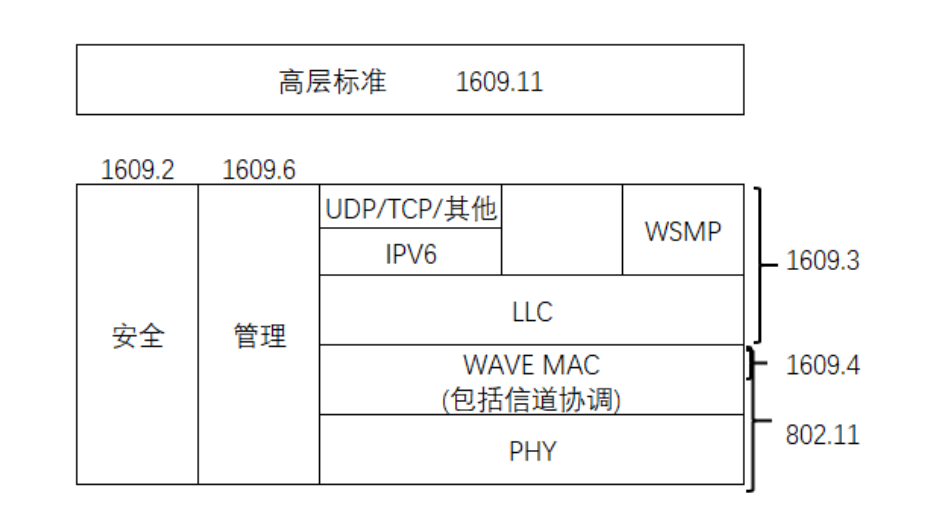 高层标准 1609.11
1609.2 1609.6
UDP/TCP/其他
IPV6
WSMP
1609.3
LLC
安全
管理
WAVE MAC
(包括信道协调)
1609.4
802.11
PHY